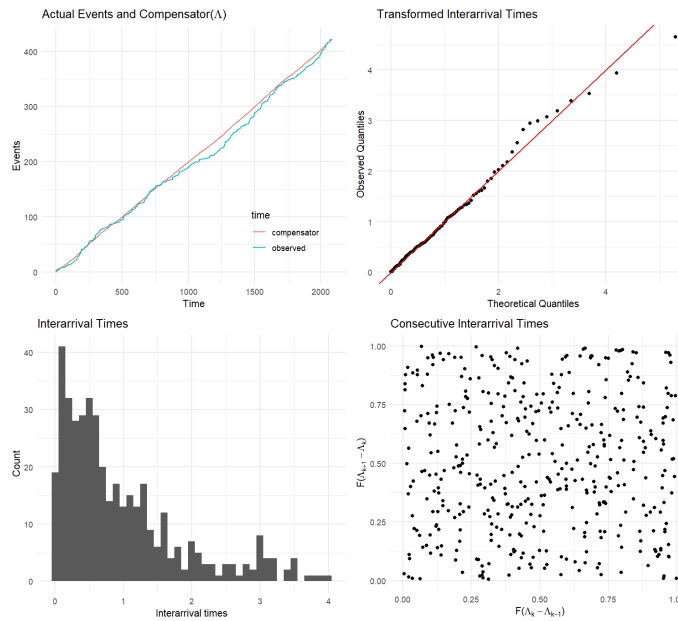 Actual Events and Compensator(Λ)
400
300
200
100
0
Events
time
compensator
observed
0
500
1000
1500
2000
Time
Transformed Interarrival Times
4
3
2
1
0
Observed Quantiles
0
2
4
Theoretical Quantiles
Interarrival Times
40
30
20
10
0
Count
0
1
2
3
4
Interarrival times
Consecutive Interarrival Times
1.00
0.75
0.50
0.25
0.00
F(Λk+1 − Λk)
0.00
0.25
0.50
0.75
1.0
F(Λk − Λk−1)